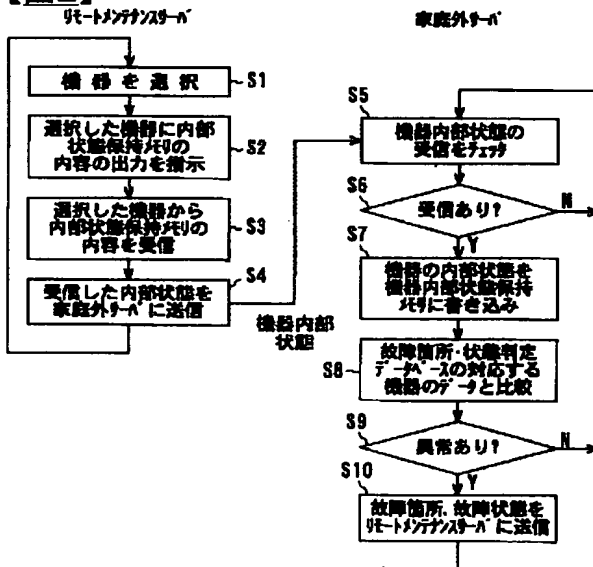 リモートメンテナンスサーバ
機器を選択
S1
選択した機器に内部
状態保持メモリの
内容の出力を指示
S2
選択した機器から
内部状態保持メモリの
内容を受信
S3
受信した内部状態を
家庭外サーバに送信
S4
機器内部
状態
家庭外サーバ
S5
機器内部状態の
受信をチェック
S6
受信あり?
N
Y
S7
機器の内部状態を
機器内部状態保持
メモリに書き込み
S8
故障箇所・状態判定
データベースの対応する
機器のデータと比較
S9
異常あり?
N
Y
S10
故障箇所、故障状態を
リモートメンテナンスサーバに送信